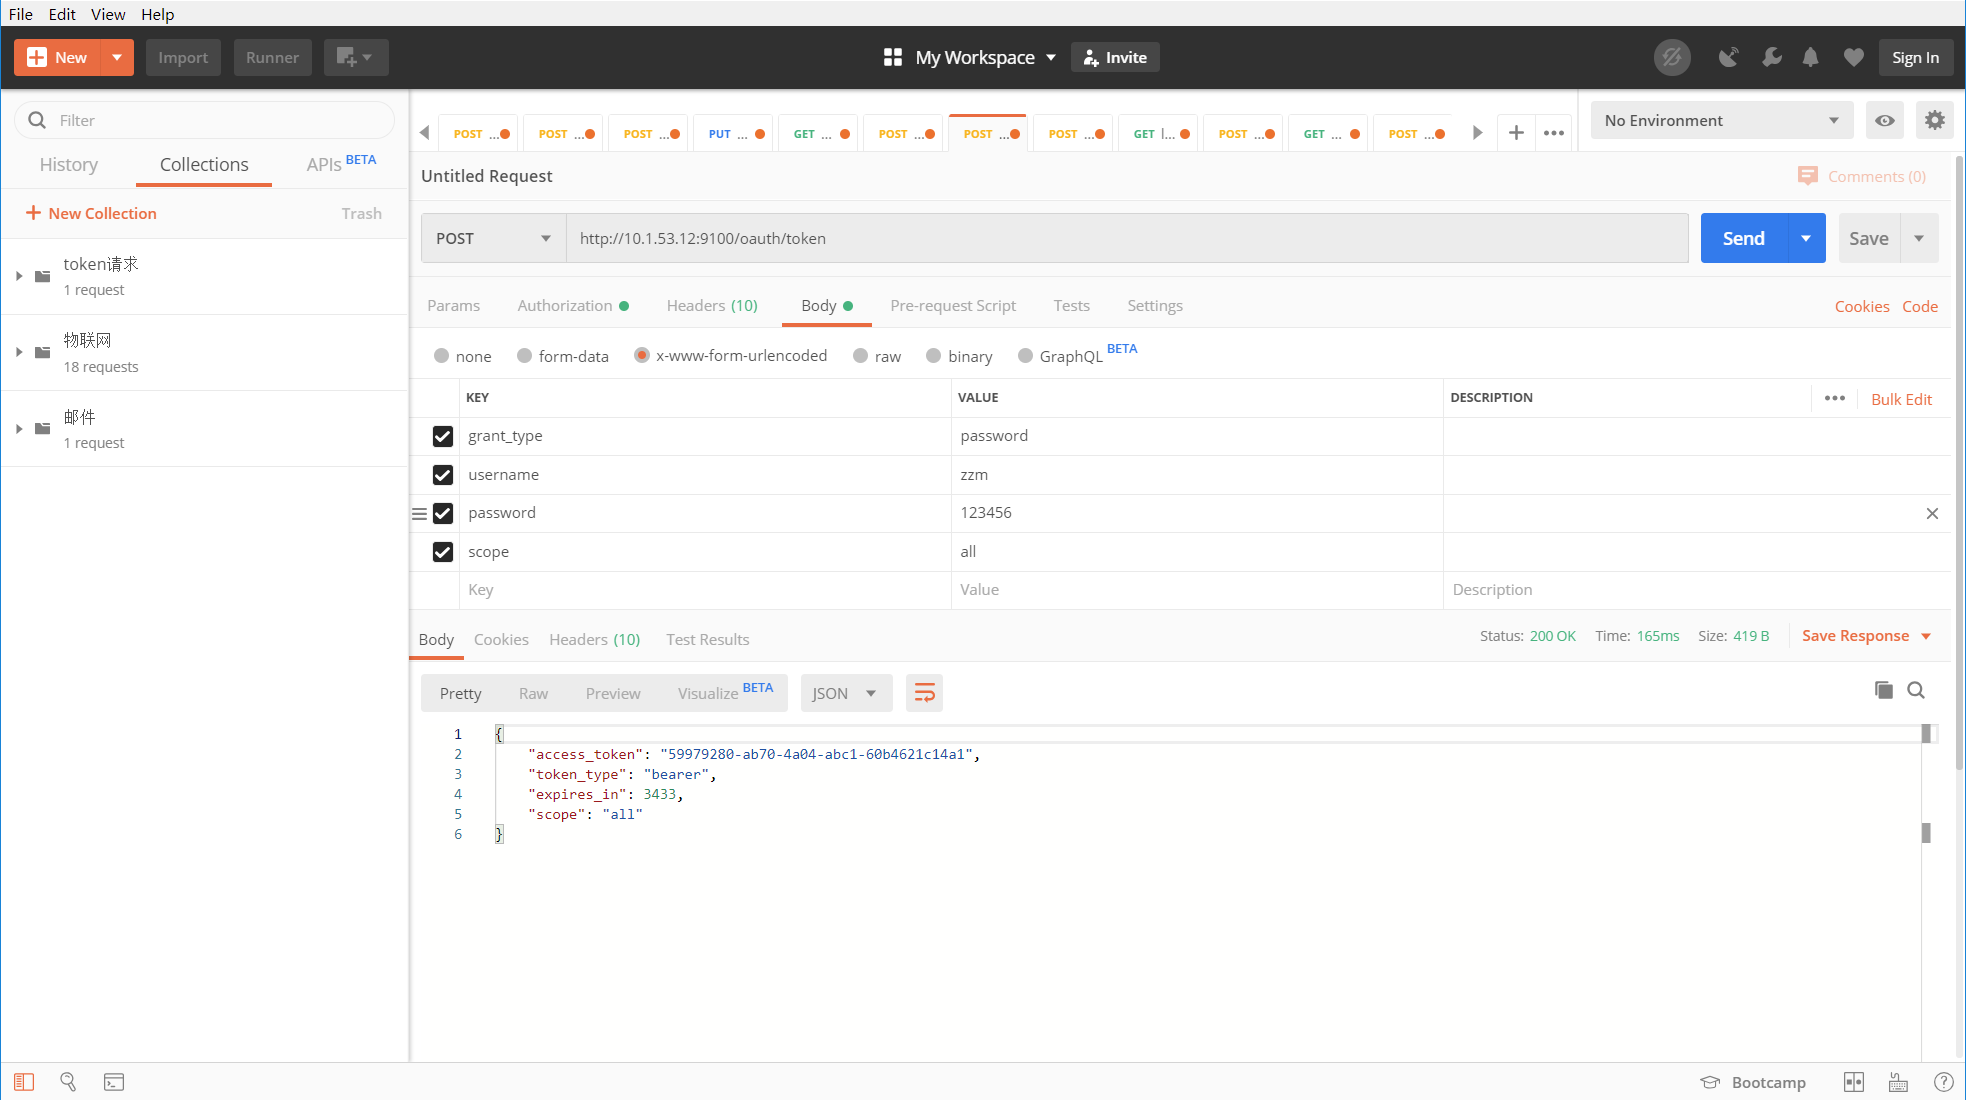 File Edit View Help
New Import Runner My Workspace Invite Sign In
Filter
History Collections APIs BETA
New Collection Trash
token请求
1 request
物联网
18 requests
邮件
1 request
POST ... POST ... POST ... PUT ... GET ... POST ... POST ... POST ... GET l... POST ... GET ... POST ...
No Environment
Untitled Request Comments (0)
POST http://10.1.53.12:9100/oauth/token Send Save
Params Authorization Headers (10) Body Pre-request Script Tests Settings Cookies Code
none form-data x-www-form-urlencoded raw binary GraphQL BETA
KEY VALUE DESCRIPTION Bulk Edit
grant_type password
username zzm
password 123456
scope all
Key Value Description
Body Cookies Headers (10) Test Results Status: 200 OK Time: 165ms Size: 419 B Save Response
Pretty Raw Preview Visualize BETA JSON
1 {
2 "access_token": "59979280-ab70-4a04-abc1-60b4621c14a1",
3 "token_type": "bearer",
4 "expires_in": 3433,
5 "scope": "all"
6 }
Bootcamp